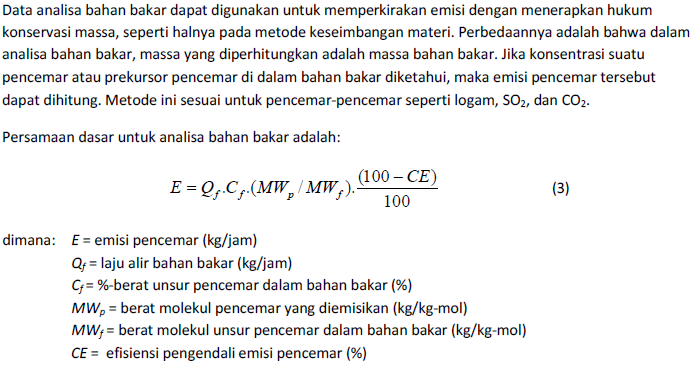 Data analisa bahan bakar dapat digunakan untuk memperkirakan emisi dengan menerapkan hukum
konservasi massa, seperti halnya pada metode keseimbangan materi. Perbedaannya adalah bahwa dalam
analisa bahan bakar, massa yang diperhitungkan adalah massa bahan bakar. Jika konsentrasi suatu
pencemar atau prekursor pencemar di dalam bahan bakar diketahui, maka emisi pencemar tersebut
dapat dihitung. Metode ini sesuai untuk pencemar-pencemar seperti logam, SO₂, dan CO₂.
Persamaan dasar untuk analisa bahan bakar adalah:
E = Q_f.C_f.(MW_p / MW_f).(100 − CE)/100 (3)
dimana: E = emisi pencemar (kg/jam)
Q_f = laju alir bahan bakar (kg/jam)
C_f = %-berat unsur pencemar dalam bahan bakar (%)
MW_p = berat molekul pencemar yang diemisikan (kg/kg-mol)
MW_f = berat molekul unsur pencemar dalam bahan bakar (kg/kg-mol)
CE = efisiensi pengendali emisi pencemar (%)